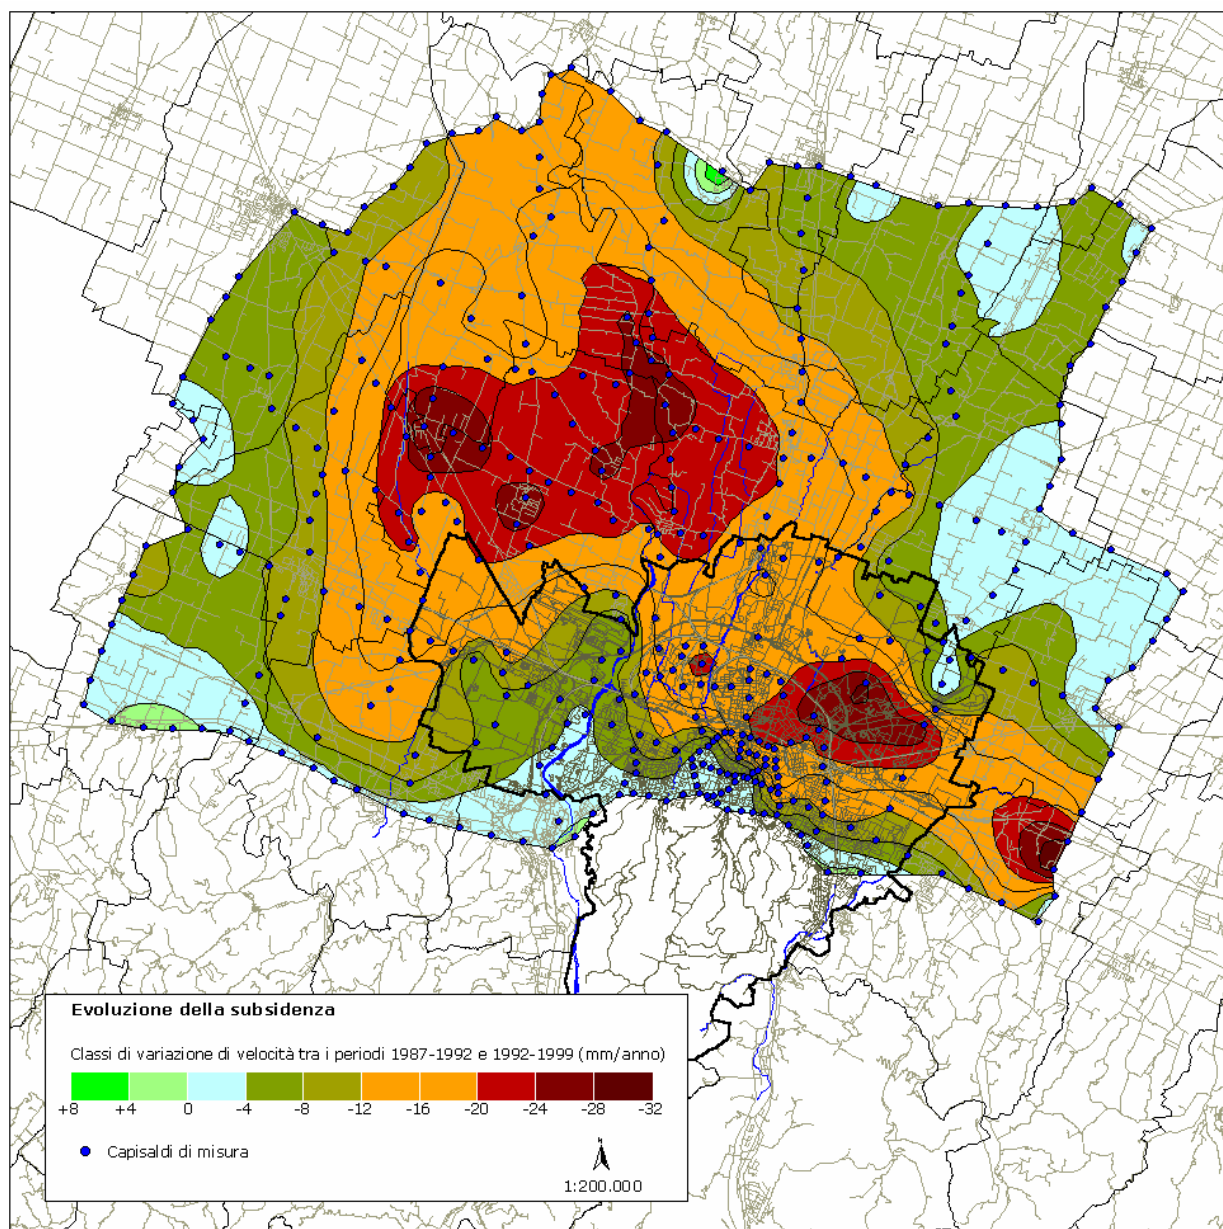 Evoluzione della subsidenza
Classi di variazione di velocità tra i periodi 1987-1992 e 1992-1999 (mm/anno)
+8 +4 0 -4 -8 -12 -16 -20 -24 -28 -32
Capisaldi di misura
1:200.000